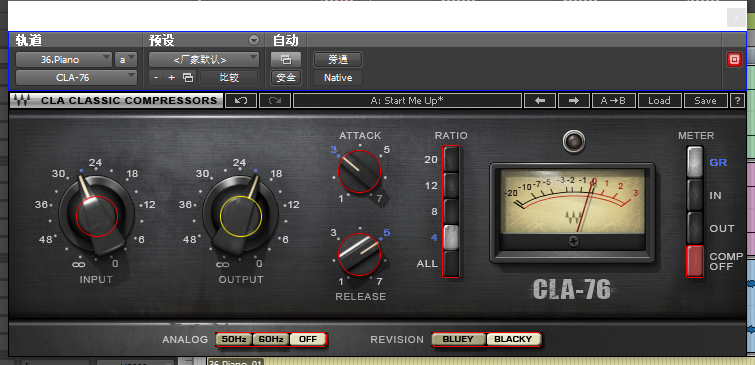 轨道 预设 自动
36.Piano a <厂家默认> 旁通
CLA-76 - + 比较 安全 Native
CLA CLASSIC COMPRESSORS A: Start Me Up* A→B Load Save ?
ATTACK RATIO METER
30 24 18 30 24 18 3 5 20 GR
36 12 36 12 1 7 12 -20 -10 -7 -5 -3 -2 -1 0 1 2 3 IN
48 6 48 6 3 5 8 OUT
∞ 0 ∞ 0 1 7 4 COMP OFF
INPUT OUTPUT RELEASE ALL CLA-76
ANALOG 50Hz 60Hz OFF REVISION BLUEY BLACKY
36.Piano_01